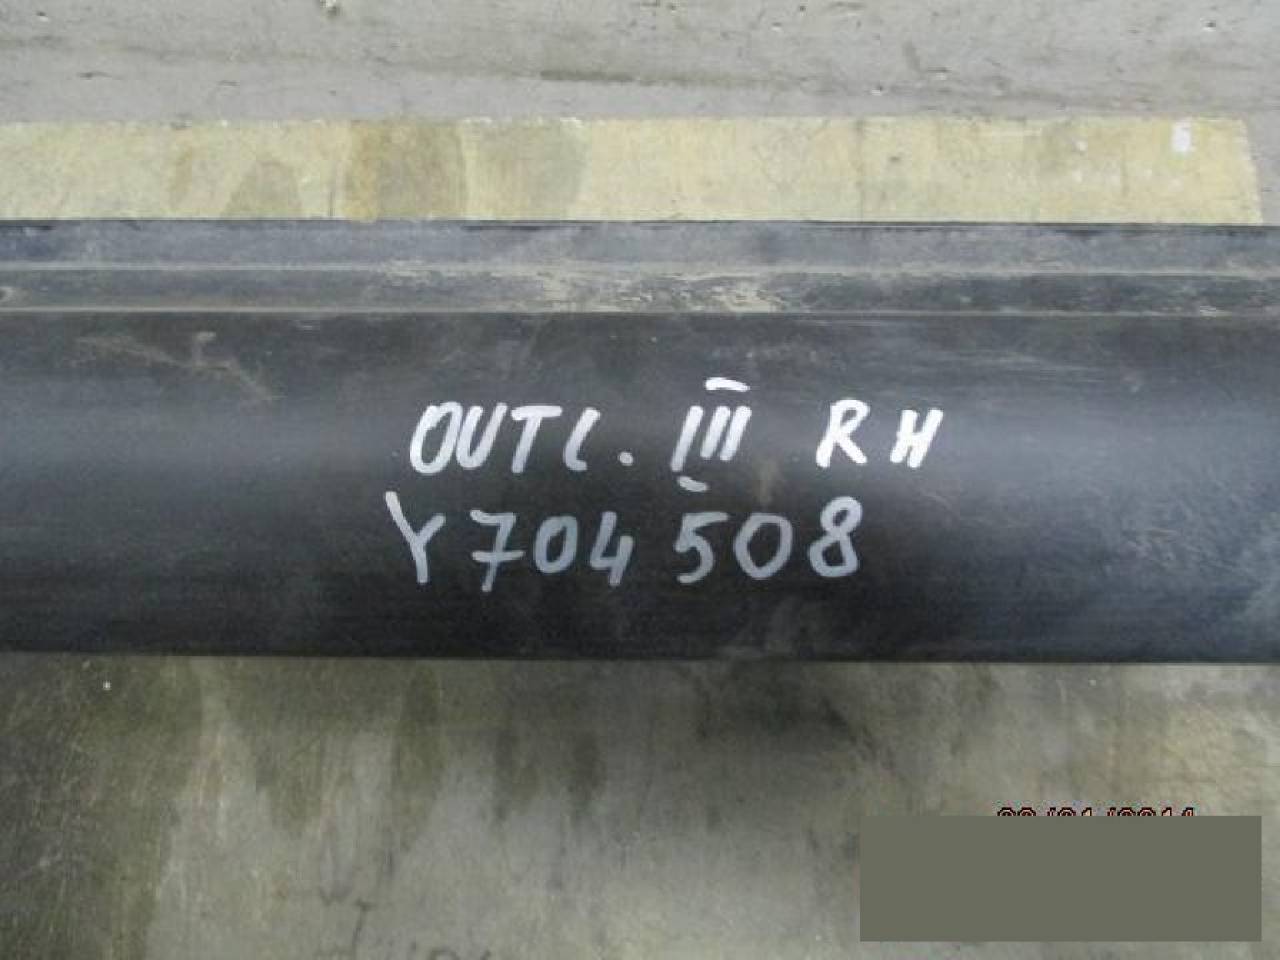 OUTL. III RH
Y704508